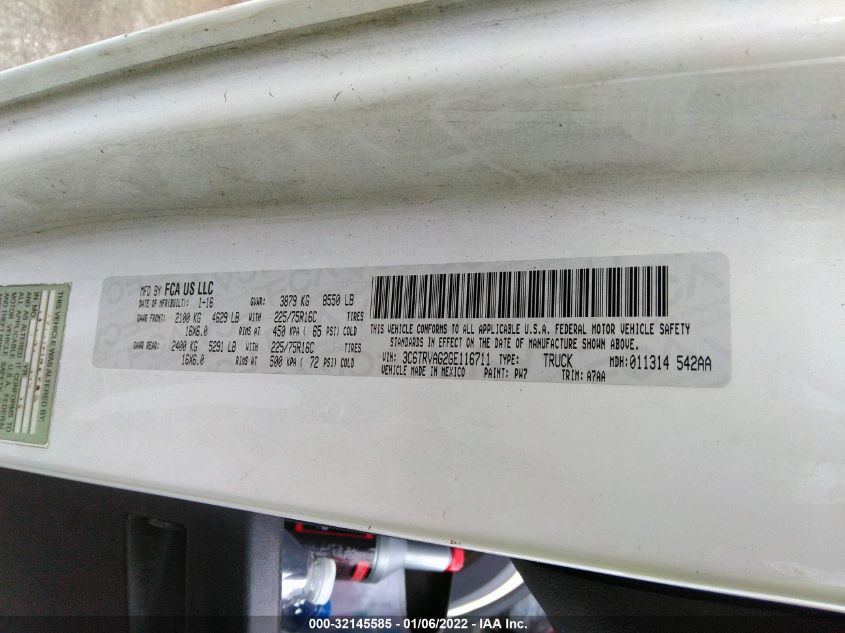 MFD BY FCA US LLC
DATE OF MFR(BUILT): 1-16 GVWR: 3879 KG 8550 LB
GAWR FRONT: 2100 KG 4629 LB WITH 225/75R16C TIRES
16X6.0 RIMS AT 450 KPA ( 65 PSI) COLD
GAWR REAR: 2400 KG 5291 LB WITH 225/75R16C TIRES
16X6.0 RIMS AT 500 KPA ( 72 PSI) COLD
THIS VEHICLE CONFORMS TO ALL APPLICABLE U.S.A. FEDERAL MOTOR VEHICLE SAFETY
STANDARDS IN EFFECT ON THE DATE OF MANUFACTURE SHOWN ABOVE.
VIN: 3C6TRVAG2GE116711 TYPE: TRUCK MDH:011314 542AA
VEHICLE MADE IN MEXICO PAINT: PW7 TRIM: A7AA
THIS VEHICLE WAS ALTERED BY:
000-32145585 - 01/06/2022 - IAA Inc.